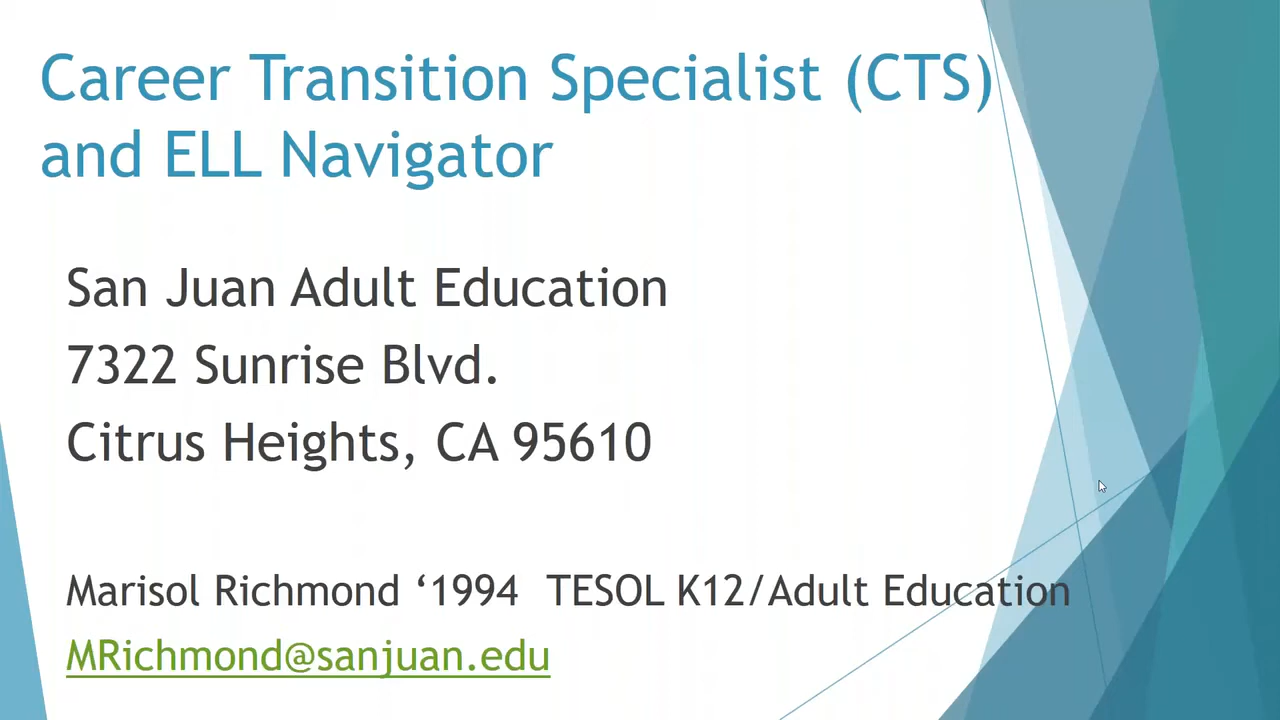 Career Transition Specialist (CTS)
and ELL Navigator
San Juan Adult Education
7322 Sunrise Blvd.
Citrus Heights, CA 95610
Marisol Richmond ‘1994  TESOL K12/Adult Education
MRichmond@sanjuan.edu